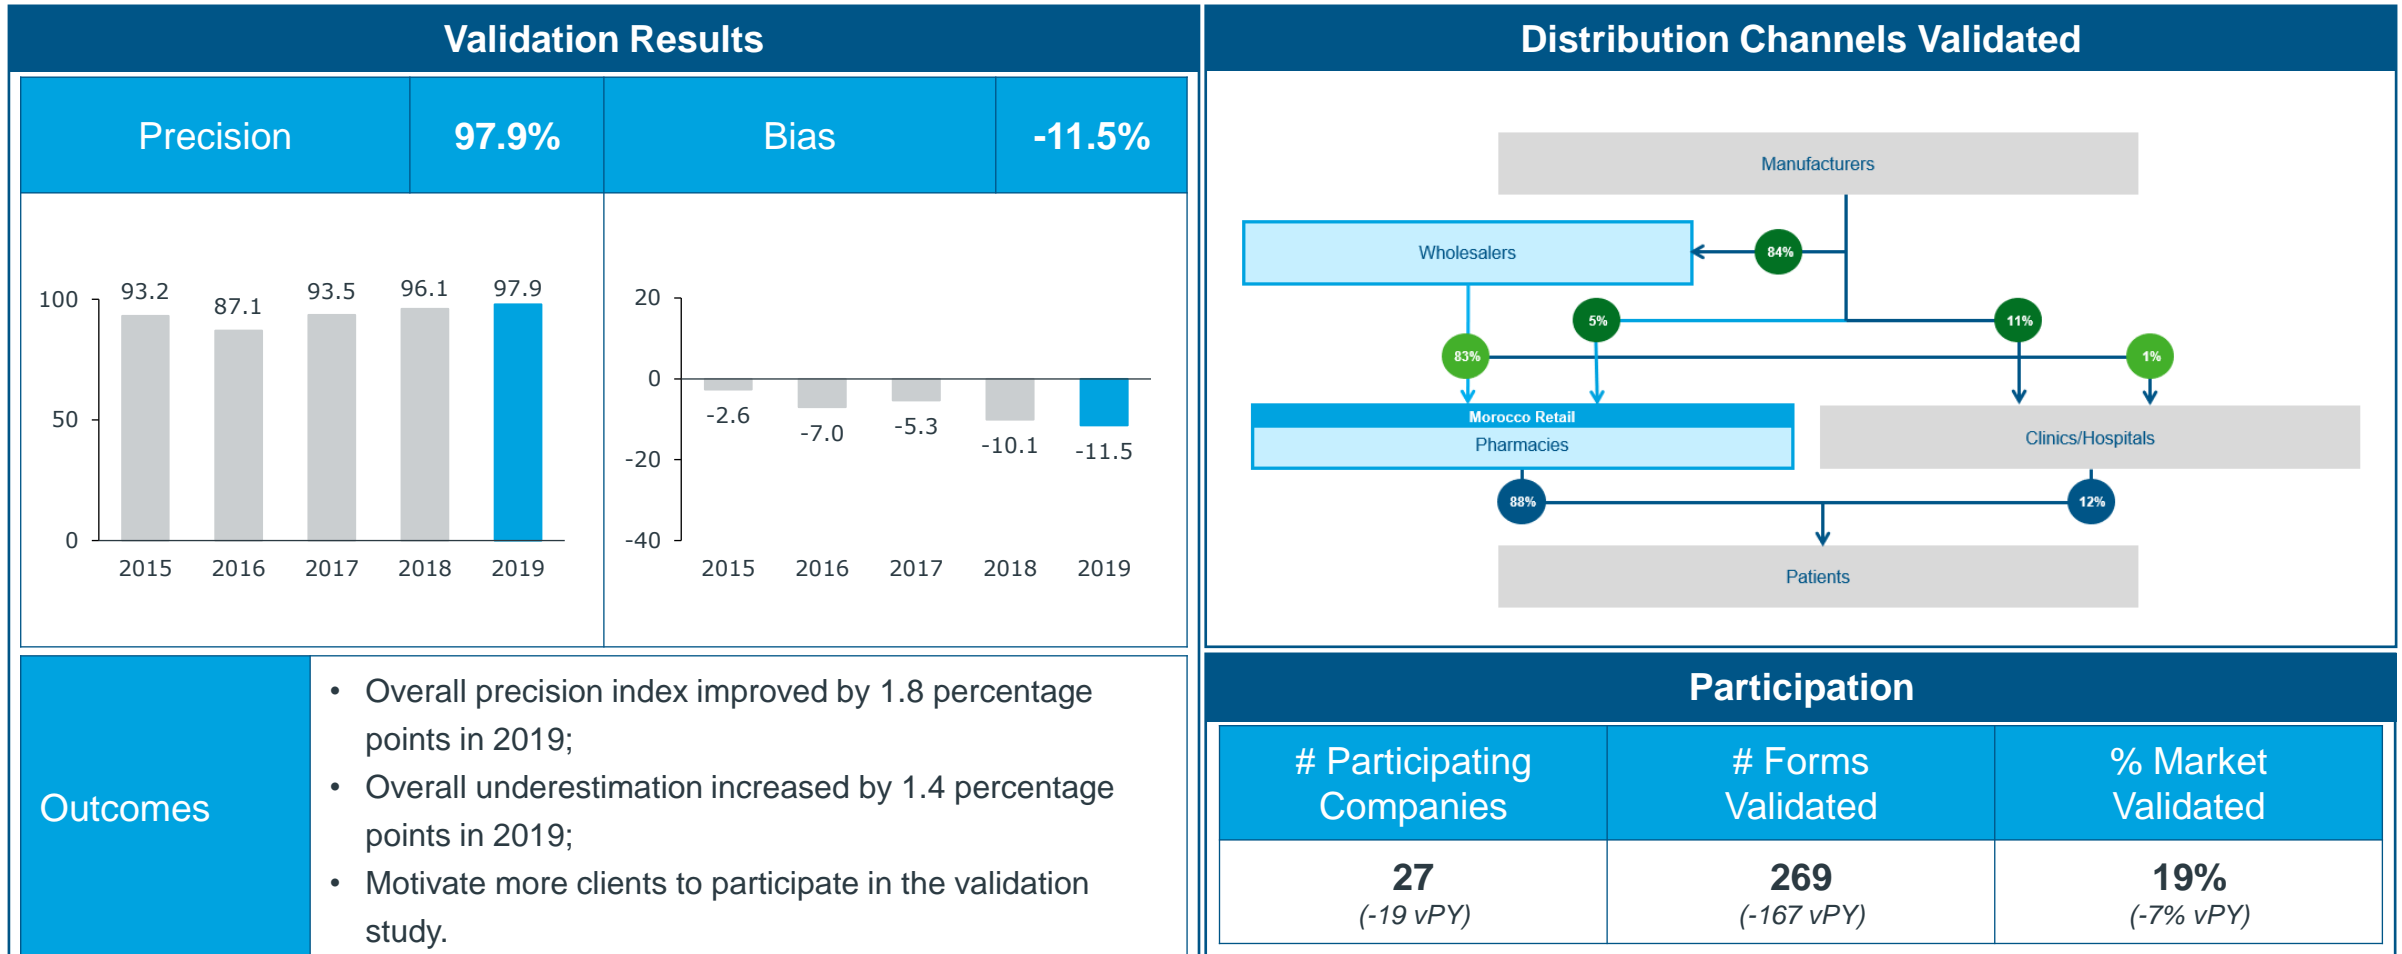 Validation Results
Precision
97.9%
Bias
-11.5%
100
50
0
93.2
87.1
93.5
96.1
97.9
2015
2016
2017
2018
2019
20
0
-20
-40
-2.6
-7.0
-5.3
-10.1
-11.5
2015
2016
2017
2018
2019
Outcomes
• Overall precision index improved by 1.8 percentage
points in 2019;
• Overall underestimation increased by 1.4 percentage
points in 2019;
• Motivate more clients to participate in the validation
study.
Distribution Channels Validated
Manufacturers
Wholesalers
84%
5%
11%
83%
1%
Morocco Retail
Pharmacies
Clinics/Hospitals
88%
12%
Patients
Participation
# Participating
Companies
# Forms
Validated
% Market
Validated
27
(-19 vPY)
269
(-167 vPY)
19%
(-7% vPY)